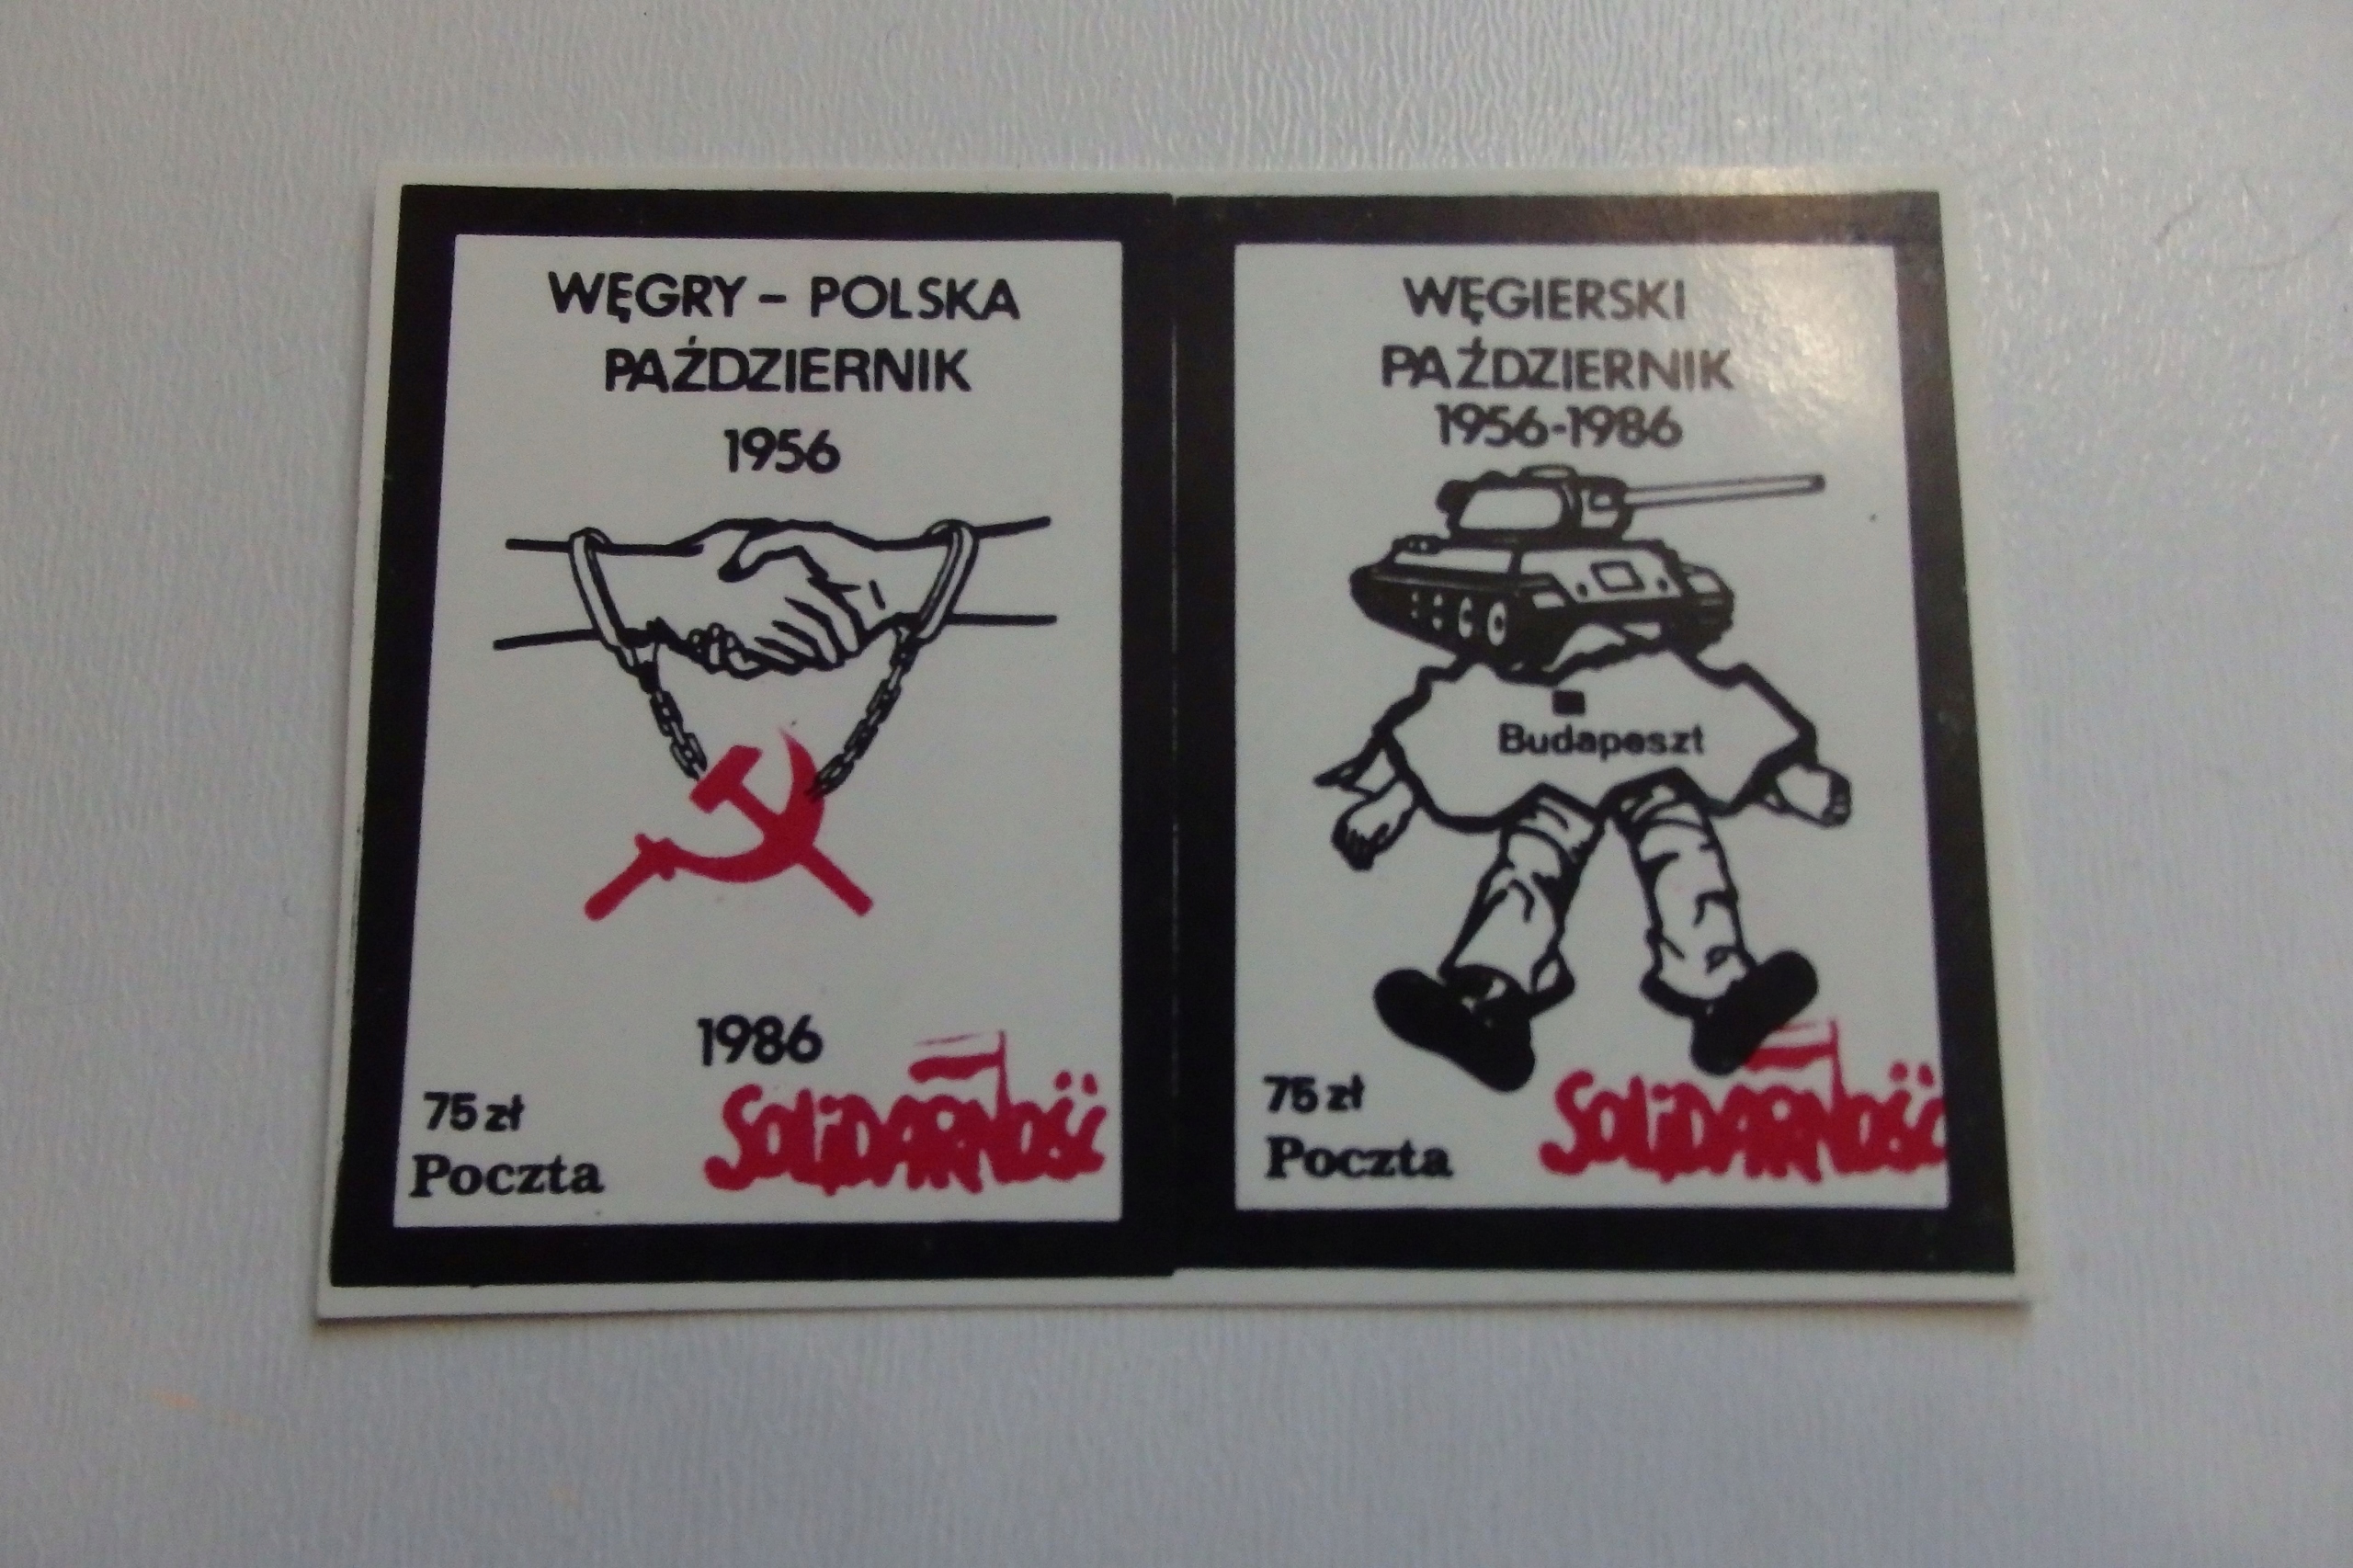 WĘGRY – POLSKA
PAŹDZIERNIK
1956
1986
75 zł
Poczta
SOLIDARNOŚĆ
WĘGIERSKI
PAŹDZIERNIK
1956-1986
Budapeszt
75 zł
Poczta
SOLIDARNOŚĆ